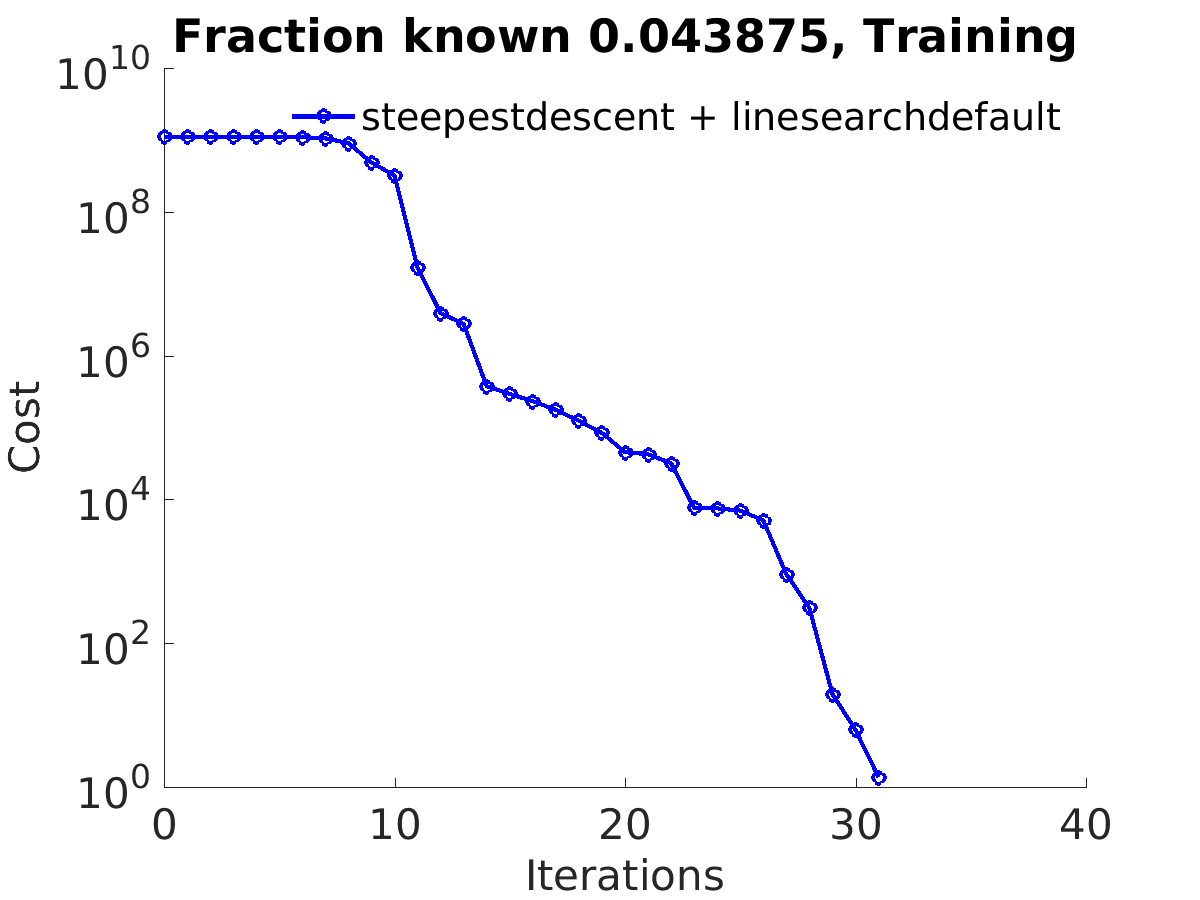 Fraction known 0.043875, Training
steepestdescent + linesearchdefault
10^10
10^8
10^6
10^4
10^2
10^0
Cost
0 10 20 30 40
Iterations